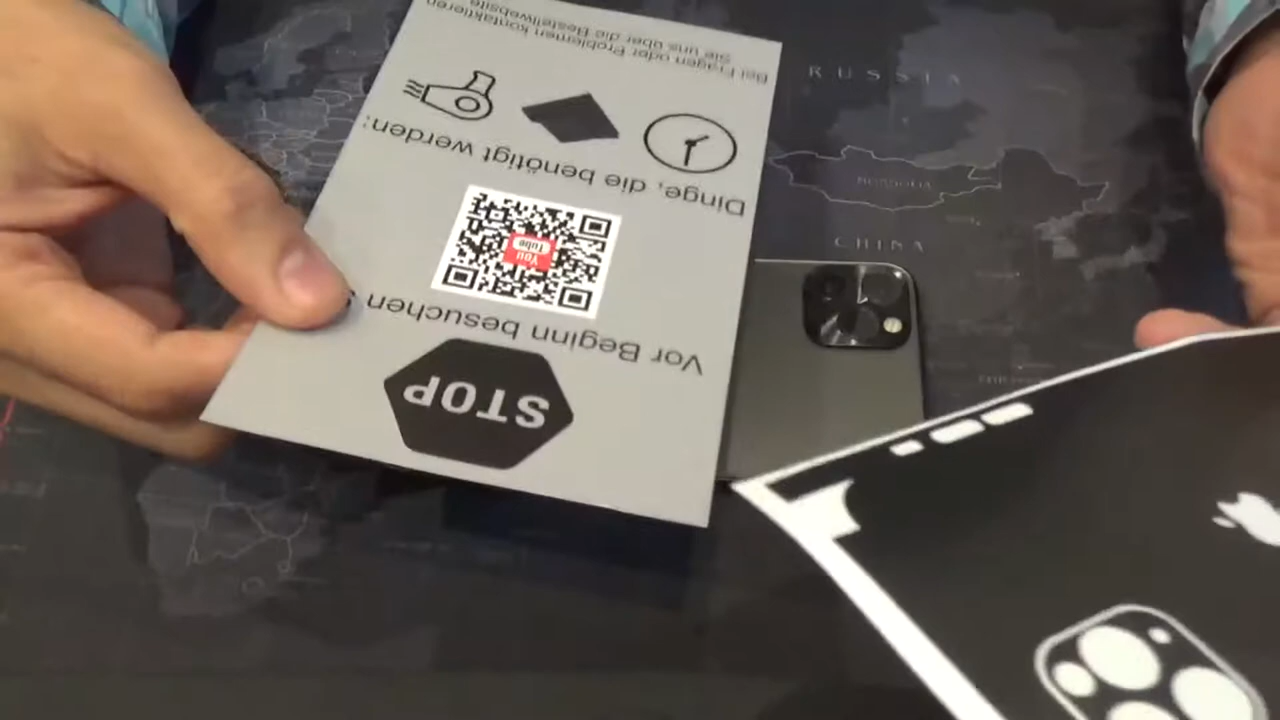 STOP
Vor Beginn besuchen
You
Tube
Dinge, die benötigt werden:
Bei Fragen oder Problemen kontaktieren
Sie uns über die Bestellwebsite
RUSSIA
MONGOLIA
CHINA